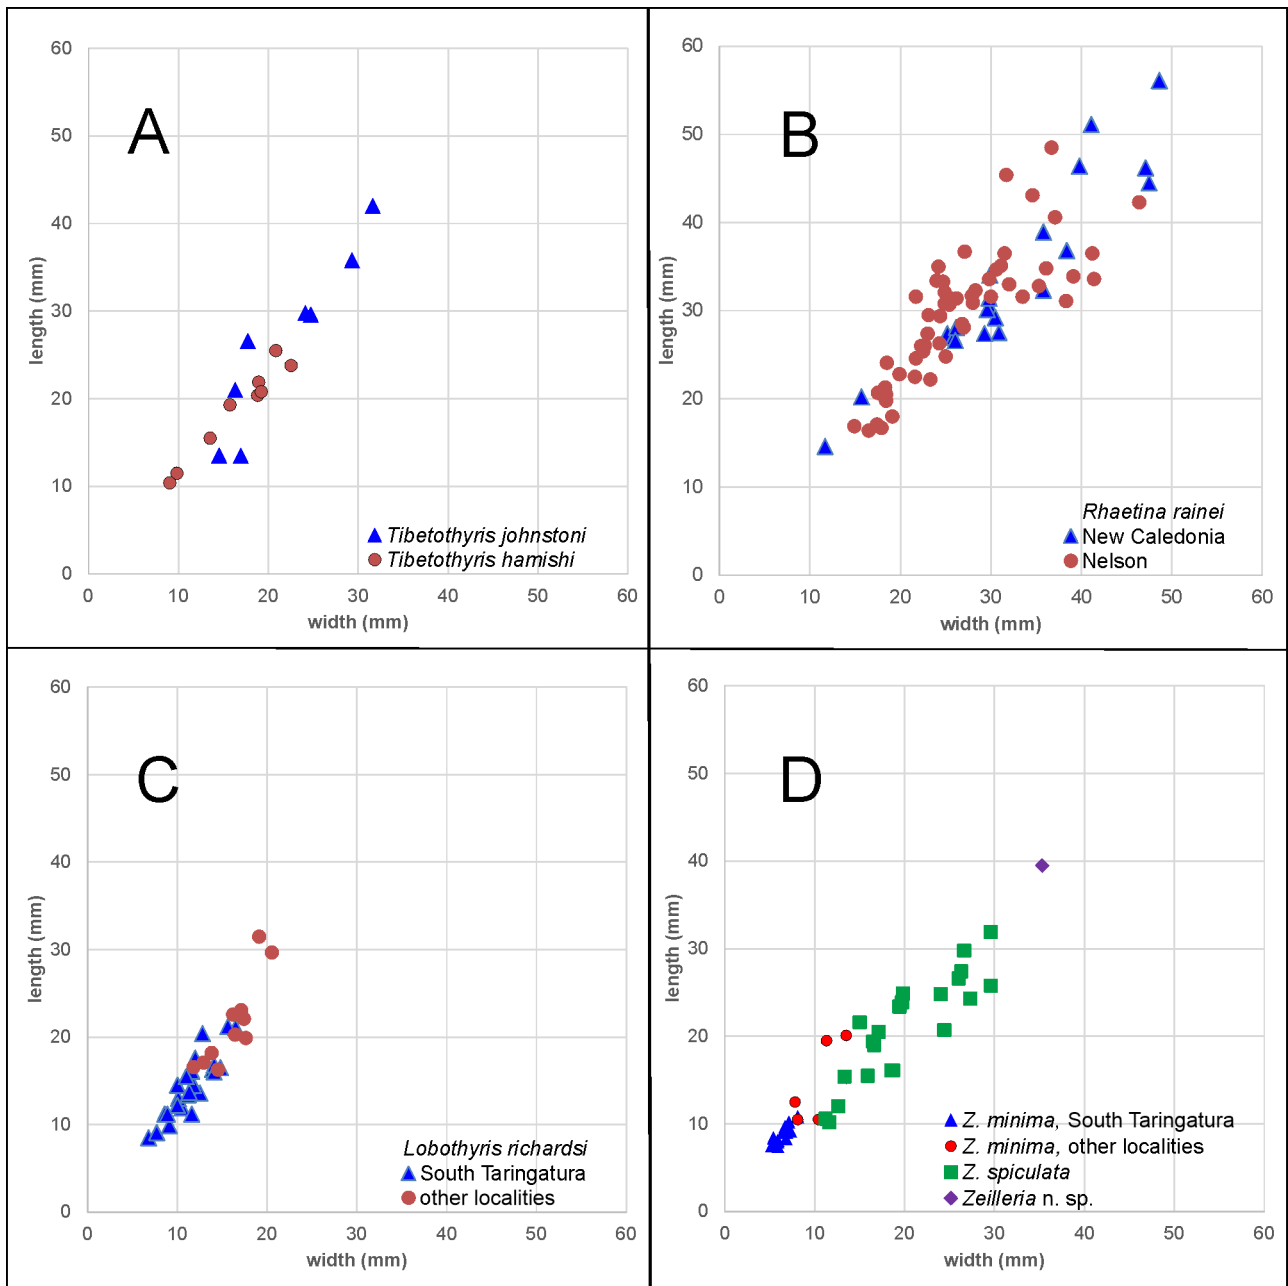 A
60
50
40
30
20
10
0
length (mm)
0 10 20 30 40 50 60
width (mm)
Tibetothyris johnstoni
Tibetothyris hamishi
B
60
50
40
30
20
10
0
length (mm)
0 10 20 30 40 50 60
width (mm)
Rhaetina rainei
New Caledonia
Nelson
C
60
50
40
30
20
10
0
length (mm)
0 10 20 30 40 50 60
width (mm)
Lobothyris richardsi
South Taringatura
other localities
D
60
50
40
30
20
10
0
length (mm)
0 10 20 30 40 50 60
width (mm)
Z. minima, South Taringatura
Z. minima, other localities
Z. spiculata
Zeilleria n. sp.